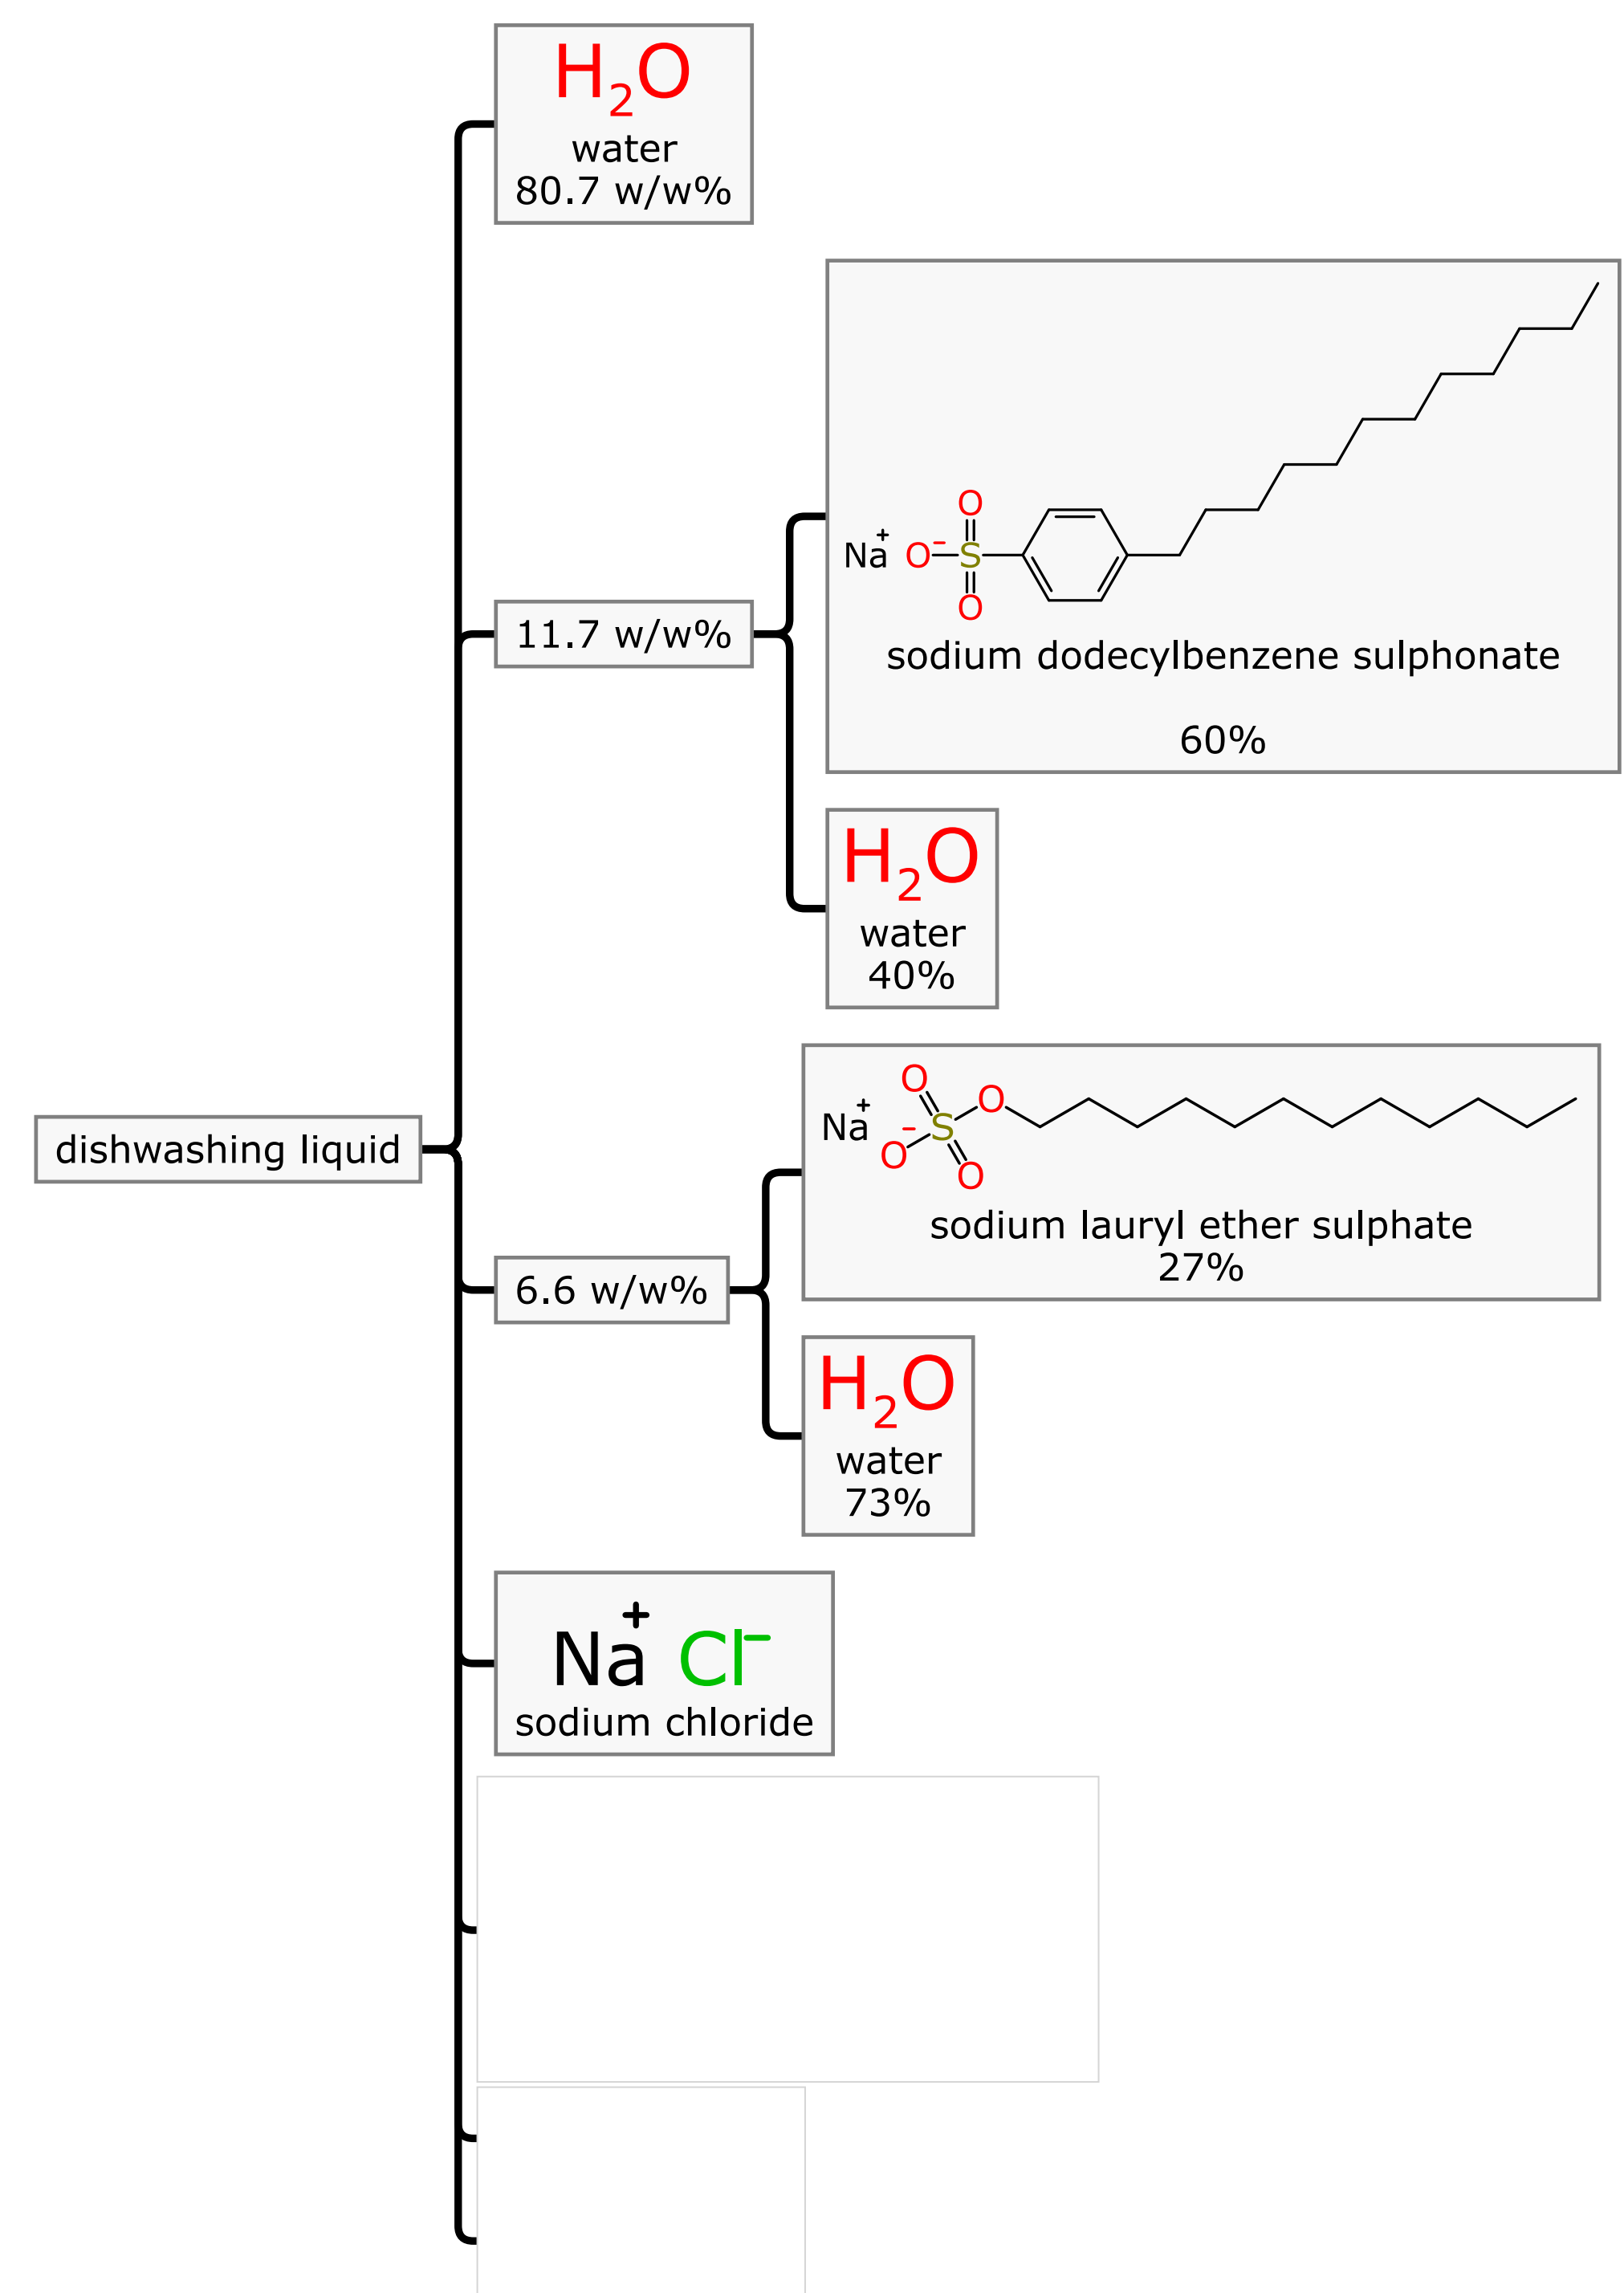 H₂O
water
80.7 w/w%
11.7 w/w%
Na⁺ O⁻ S O O
sodium dodecylbenzene sulphonate
60%
H₂O
water
40%
dishwashing liquid
6.6 w/w%
Na⁺ O⁻ S O O O
sodium lauryl ether sulphate
27%
H₂O
water
73%
Na⁺ Cl⁻
sodium chloride